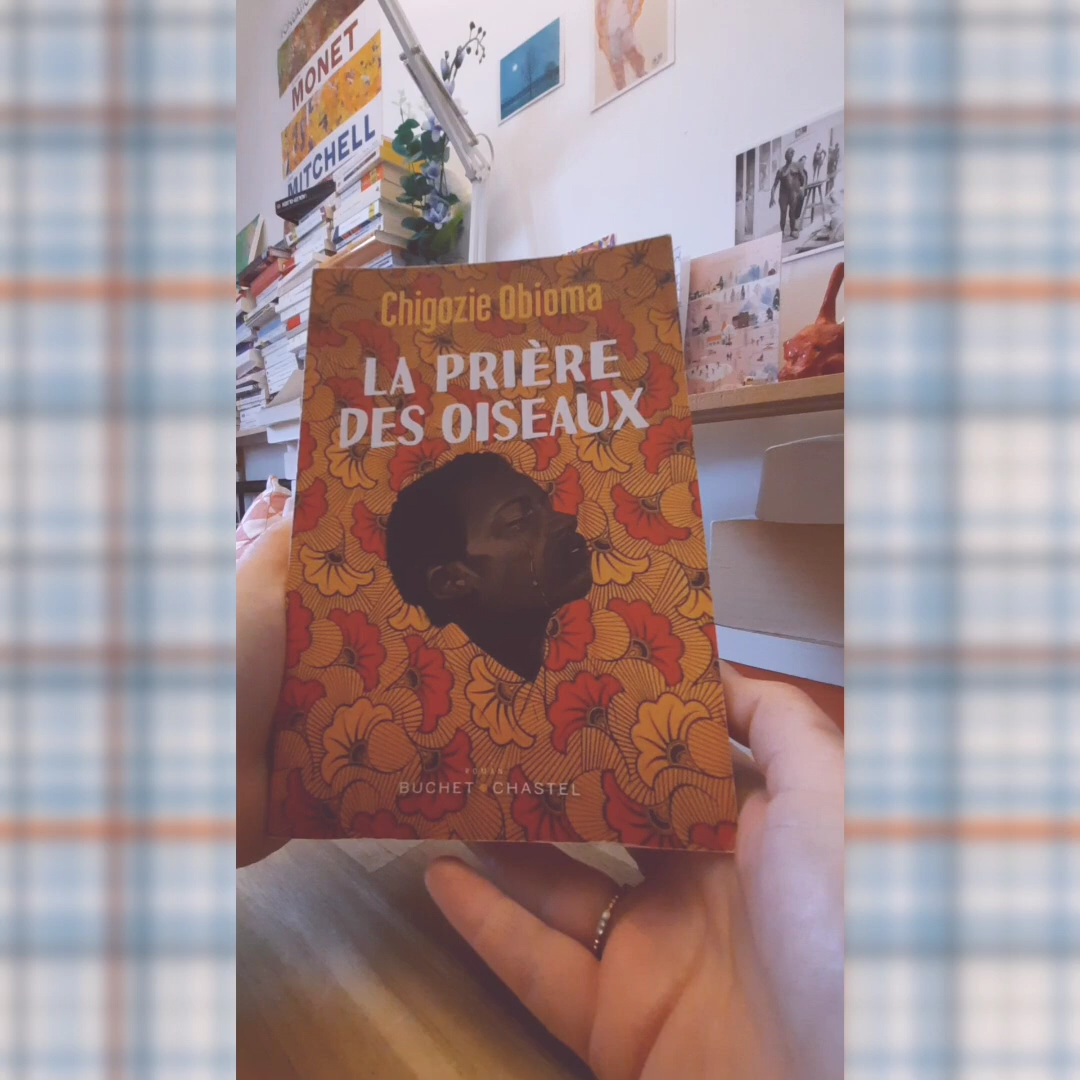 MONET
MITCHELL
Chigozie Obioma
LA PRIÈRE
DES OISEAUX
ROMAN
BUCHET CHASTEL